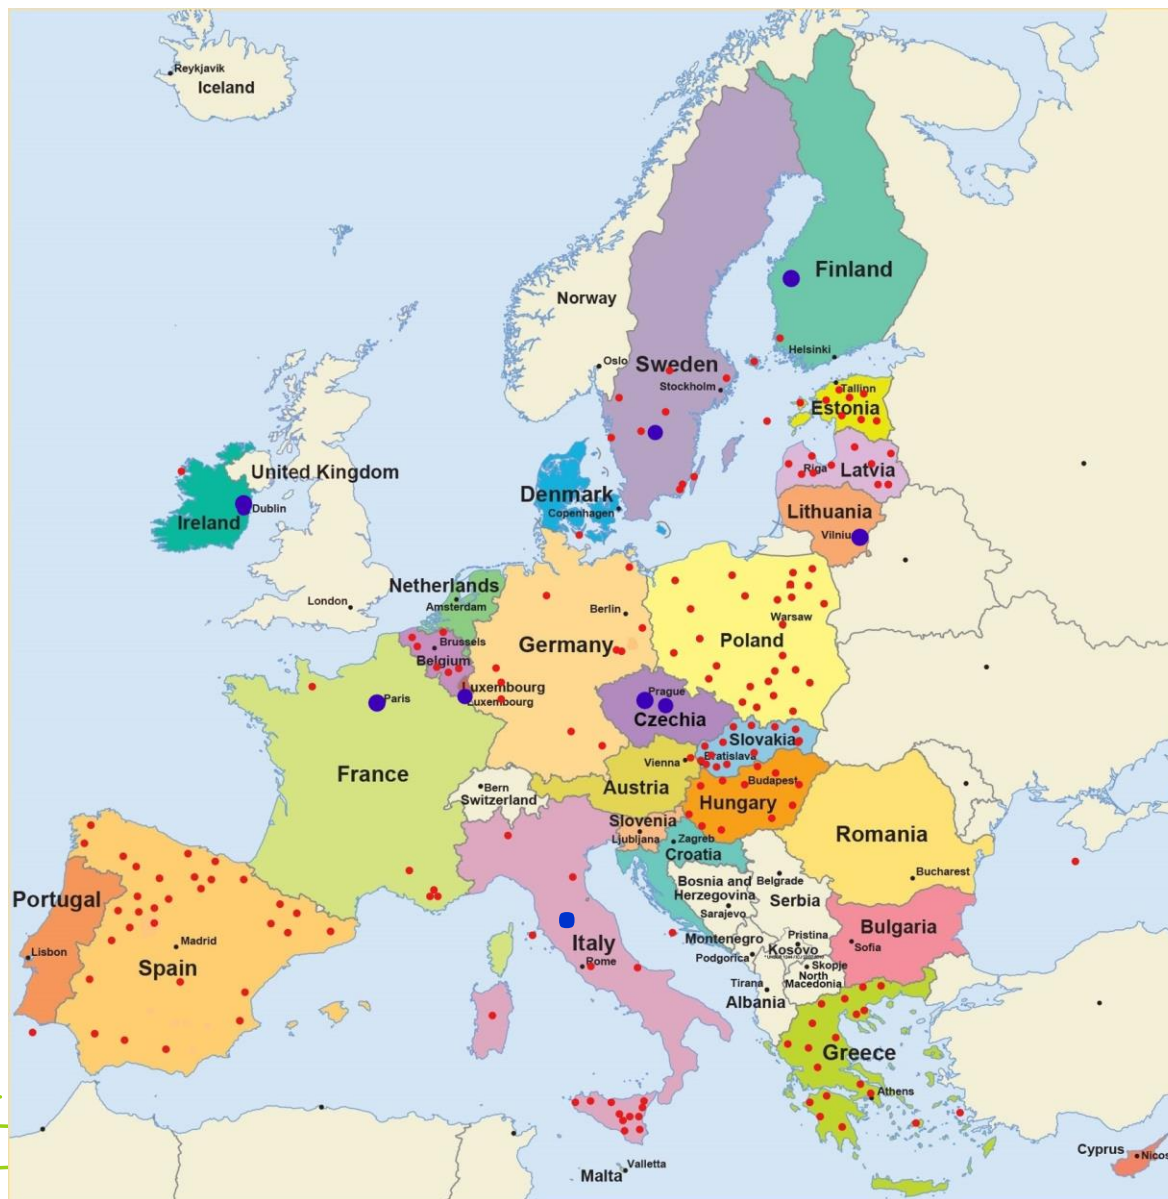 Reykjavik
Iceland
Finland
Norway
Helsinki
Oslo
Sweden
Stockholm
Tallinn
Estonia
United Kingdom
Riga
Latvia
Denmark
Copenhagen
Dublin
Ireland
Lithuania
Vilniu
Netherlands
Amsterdam
London
Berlin
Warsaw
Brussels
Germany
Poland
Belgium
Luxembourg
Luxembourg
Paris
Prague
Czechia
Slovakia
Bratislava
Vienna
France
Bern
Switzerland
Austria
Budapest
Hungary
Slovenia
Ljubljana
Zagreb
Croatia
Romania
Bucharest
Bosnia and
Herzegovina
Sarajevo
Belgrade
Serbia
Portugal
Lisbon
Madrid
Spain
Italy
Rome
Montenegro
Podgorica
Pristina
Kosovo
Bulgaria
Sofia
Skopje
North
Macedonia
Tirana
Albania
Greece
Athens
Malta
Valletta
Cyprus
Nicos